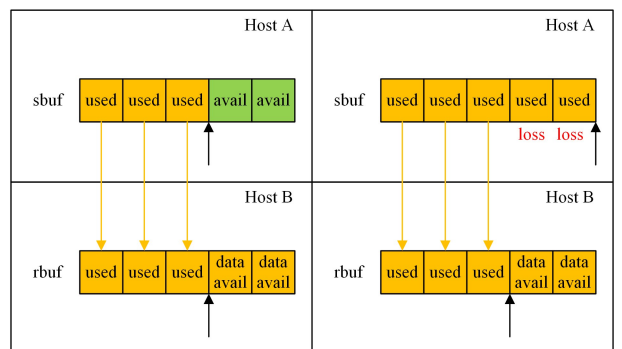 Host A
sbuf used used used avail avail
Host A
sbuf used used used used used
loss loss
Host B
rbuf used used used data avail data avail
Host B
rbuf used used used data avail data avail